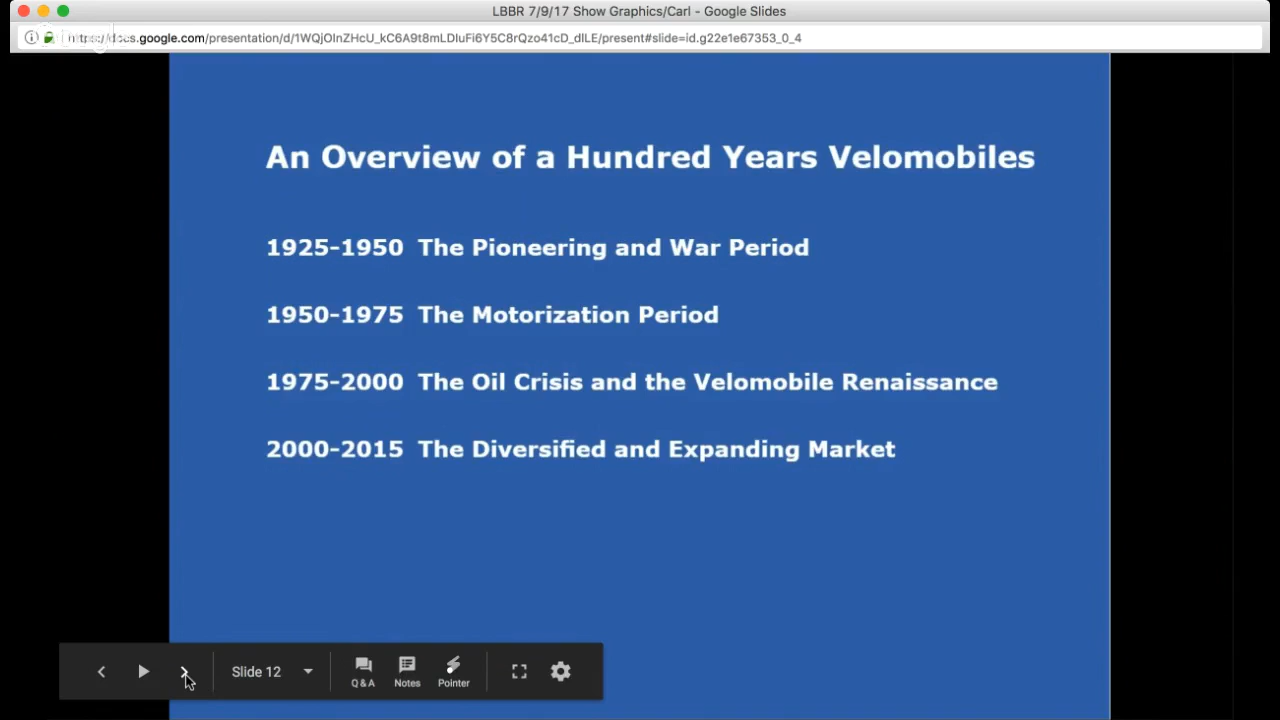 LBBR 7/9/17 Show Graphics/Carl - Google Slides
https://docs.google.com/presentation/d/1WQjOInZHcU_kC6A9t8mLDIuFi6Y5C8rQzo41cD_dILE/present#slide=id.g22e1e67353_0_4
An Overview of a Hundred Years Velomobiles
1925-1950 The Pioneering and War Period
1950-1975 The Motorization Period
1975-2000 The Oil Crisis and the Velomobile Renaissance
2000-2015 The Diversified and Expanding Market
Slide 12
Q & A
Notes
Pointer